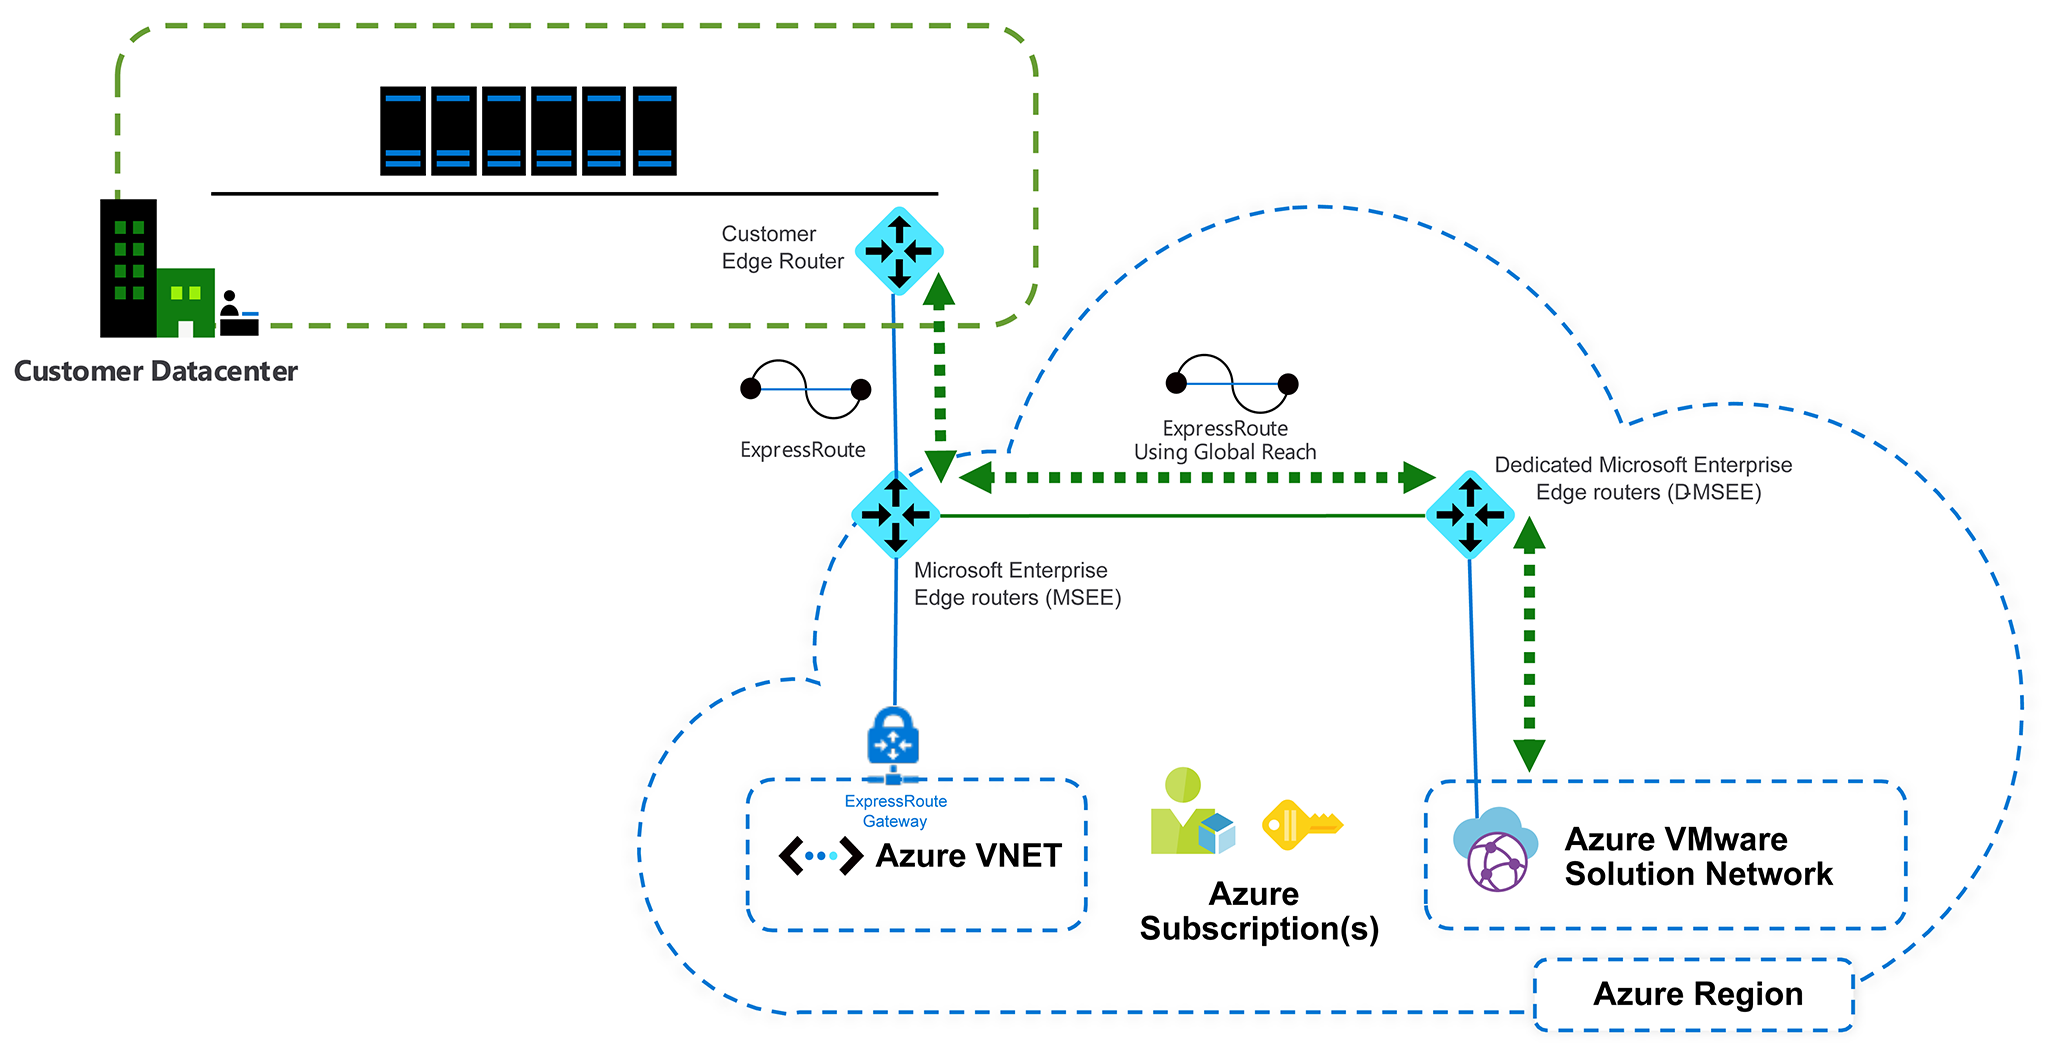 Customer
Edge Router
Customer Datacenter
ExpressRoute
ExpressRoute
Using Global Reach
Dedicated Microsoft Enterprise
Edge routers (D-MSEE)
Microsoft Enterprise
Edge routers (MSEE)
ExpressRoute
Gateway
Azure VNET
Azure
Subscription(s)
Azure VMware
Solution Network
Azure Region